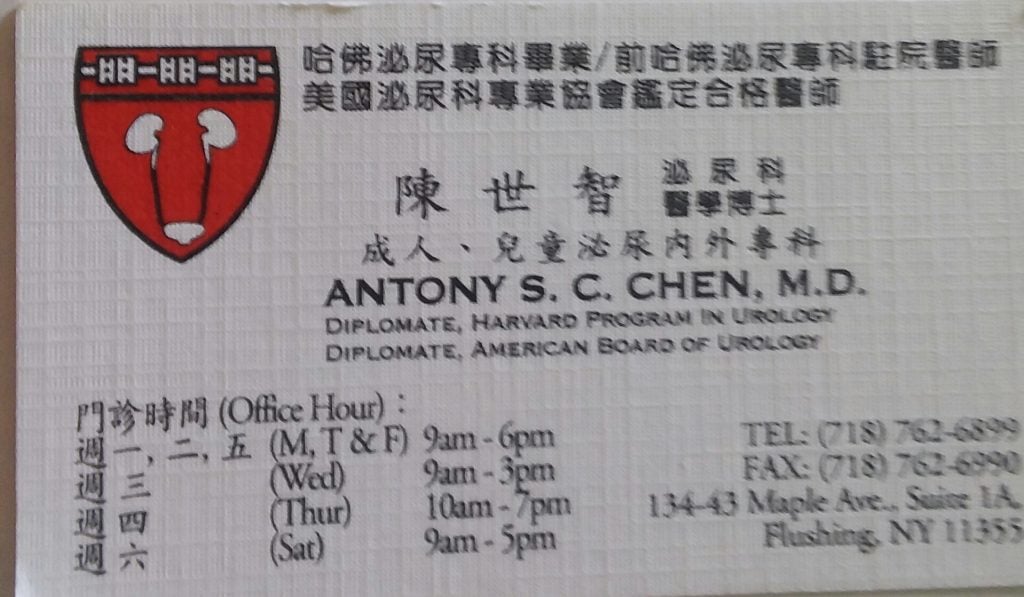 哈佛泌尿專科畢業/前哈佛泌尿專科駐院醫師
美國泌尿科專業協會鑑定合格醫師
陳世智 泌尿科
醫學博士
成人、兒童泌尿內外專科
ANTONY S. C. CHEN, M.D.
DIPLOMATE, HARVARD PROGRAM IN UROLOGY
DIPLOMATE, AMERICAN BOARD OF UROLOGY
門診時間 (Office Hour) :
週一, 二, 五 (M, T & F) 9am - 6pm
週三 (Wed) 9am - 3pm
週四 (Thur) 10am - 7pm
週六 (Sat) 9am - 5pm
TEL: (718) 762-6899
FAX: (718) 762-6990
134-43 Maple Ave., Suite 1A,
Flushing, NY 11355